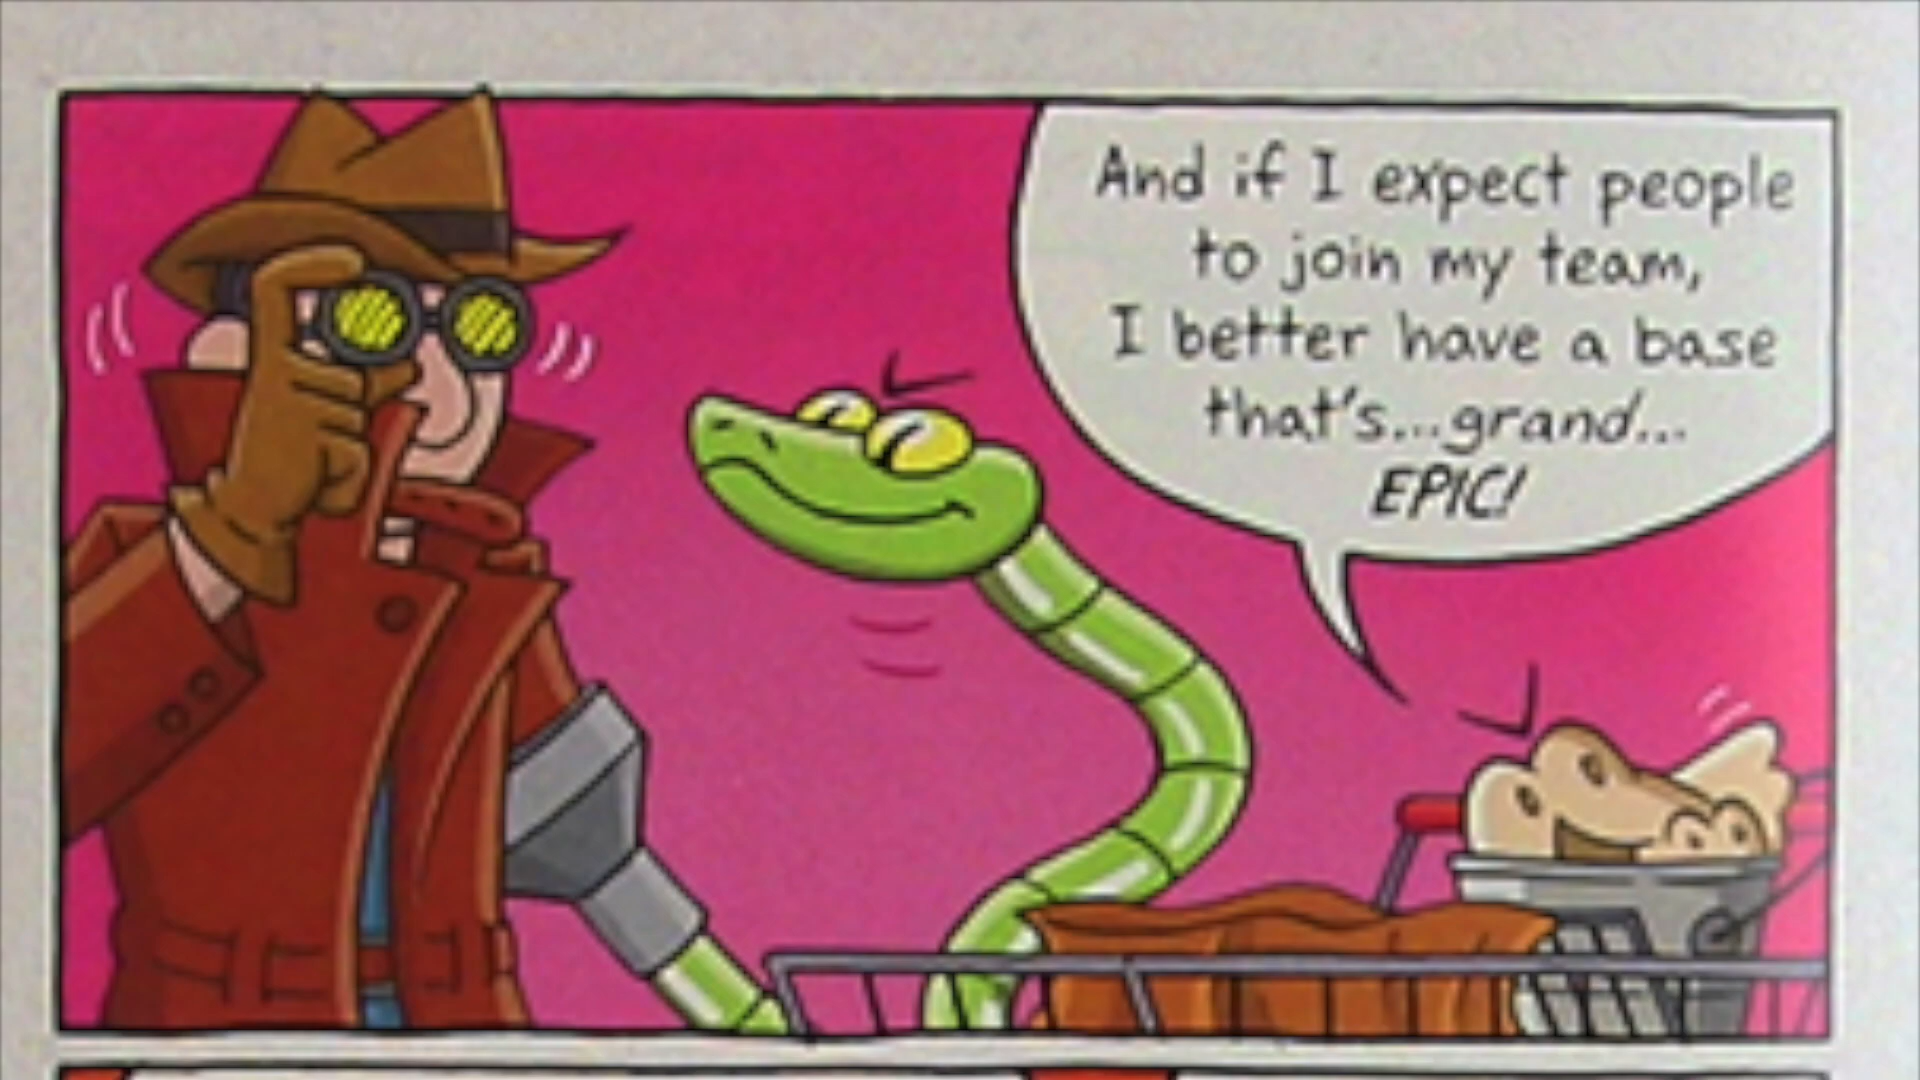 And if I expect people
to join my team,
I better have a base
that's...grand...
EPIC!